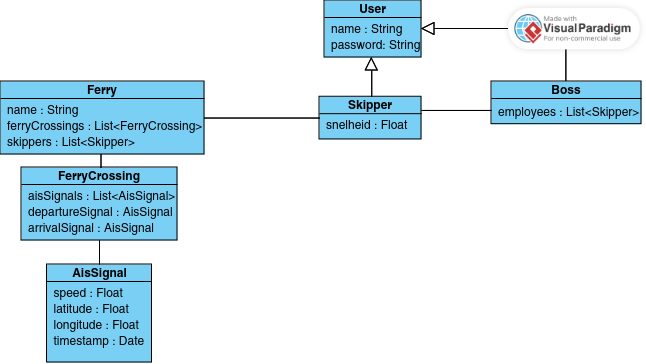 User
name : String
password: String
Made with
Visual Paradigm
For non-commercial use
Ferry
name : String
ferryCrossings : List<FerryCrossing>
skippers : List<Skipper>
Skipper
snelheid : Float
Boss
employees : List<Skipper>
FerryCrossing
aisSignals : List<AisSignal>
departureSignal : AisSignal
arrivalSignal : AisSignal
AisSignal
speed : Float
latitude : Float
longitude : Float
timestamp : Date